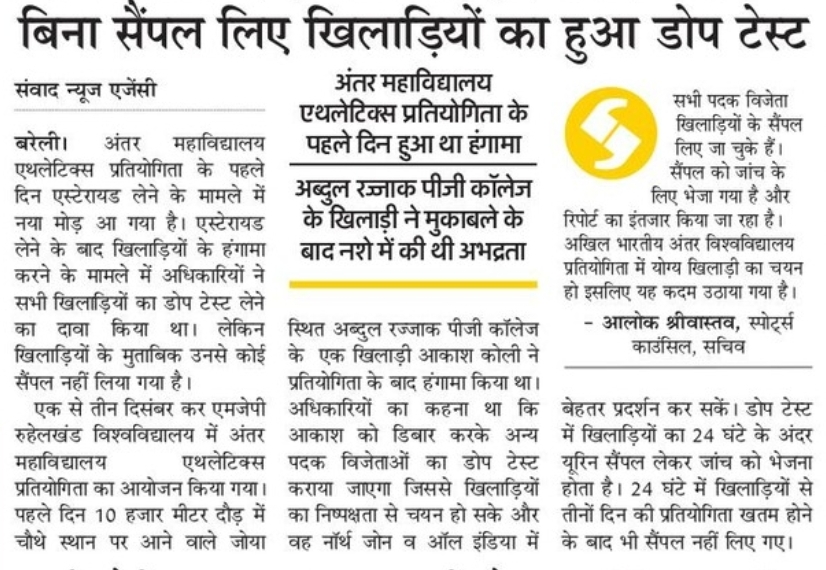 बिना सैंपल लिए खिलाड़ियों का हुआ डोप टेस्ट
संवाद न्यूज एजेंसी
बरेली। अंतर महाविद्यालय
एथलेटिक्स प्रतियोगिता के पहले
दिन एस्टेरायड लेने के मामले में
नया मोड़ आ गया है। एस्टेरायड
लेने के बाद खिलाड़ियों के हंगामा
करने के मामले में अधिकारियों ने
सभी खिलाड़ियों का डोप टेस्ट लेने
का दावा किया था। लेकिन
खिलाड़ियों के मुताबिक उनसे कोई
सैंपल नहीं लिया गया है।
एक से तीन दिसंबर कर एमजेपी
रुहेलखंड विश्वविद्यालय में अंतर
महाविद्यालय एथलेटिक्स
प्रतियोगिता का आयोजन किया गया।
पहले दिन 10 हजार मीटर दौड़ में
चौथे स्थान पर आने वाले जोया
अंतर महाविद्यालय
एथलेटिक्स प्रतियोगिता के
पहले दिन हुआ था हंगामा
अब्दुल रज्जाक पीजी कॉलेज
के खिलाड़ी ने मुकाबले के
बाद नशे में की थी अभद्रता
स्थित अब्दुल रज्जाक पीजी कॉलेज
के एक खिलाड़ी आकाश कोली ने
प्रतियोगिता के बाद हंगामा किया था।
अधिकारियों का कहना था कि
आकाश को डिबार करके अन्य
पदक विजेताओं का डोप टेस्ट
कराया जाएगा जिससे खिलाड़ियों
का निष्पक्षता से चयन हो सके और
वह नॉर्थ जोन व ऑल इंडिया में
सभी पदक विजेता
खिलाड़ियों के सैंपल
लिए जा चुके हैं।
सैंपल को जांच के
लिए भेजा गया है और
रिपोर्ट का इंतजार किया जा रहा है।
अखिल भारतीय अंतर विश्वविद्यालय
प्रतियोगिता में योग्य खिलाड़ी का चयन
हो इसलिए यह कदम उठाया गया है।
- आलोक श्रीवास्तव, स्पोर्ट्स
काउंसिल, सचिव
बेहतर प्रदर्शन कर सकें। डोप टेस्ट
में खिलाड़ियों का 24 घंटे के अंदर
यूरिन सैंपल लेकर जांच को भेजना
होता है। 24 घंटे में खिलाड़ियों से
तीनों दिन की प्रतियोगिता खतम होने
के बाद भी सैंपल नहीं लिए गए।